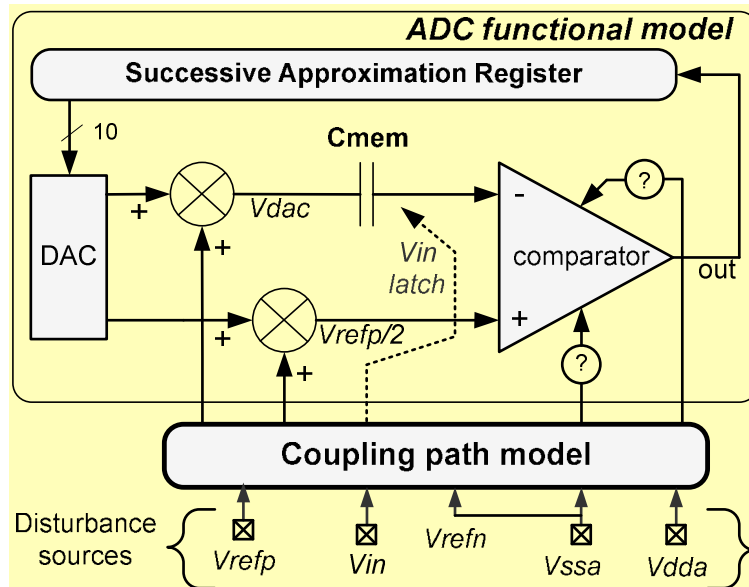 ADC functional model
Successive Approximation Register
10
Cmem
+
Vdac
-
?
DAC
+
Vin
latch
comparator
out
+
Vrefp/2
+
+
?
Coupling path model
Disturbance
sources
Vrefp
Vin
Vrefn
Vssa
Vdda